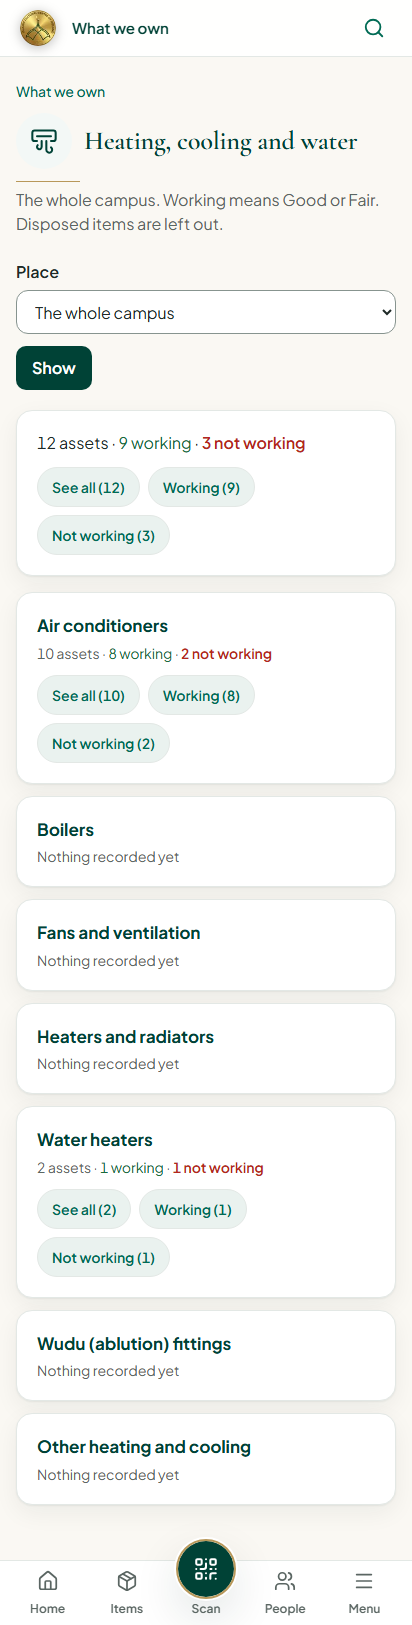 What we own
What we own
Heating, cooling and water
The whole campus. Working means Good or Fair.
Disposed items are left out.
Place
The whole campus
Show
12 assets · 9 working · 3 not working
See all (12) Working (9)
Not working (3)
Air conditioners
10 assets · 8 working · 2 not working
See all (10) Working (8)
Not working (2)
Boilers
Nothing recorded yet
Fans and ventilation
Nothing recorded yet
Heaters and radiators
Nothing recorded yet
Water heaters
2 assets · 1 working · 1 not working
See all (2) Working (1)
Not working (1)
Wudu (ablution) fittings
Nothing recorded yet
Other heating and cooling
Nothing recorded yet
Home Items Scan People Menu